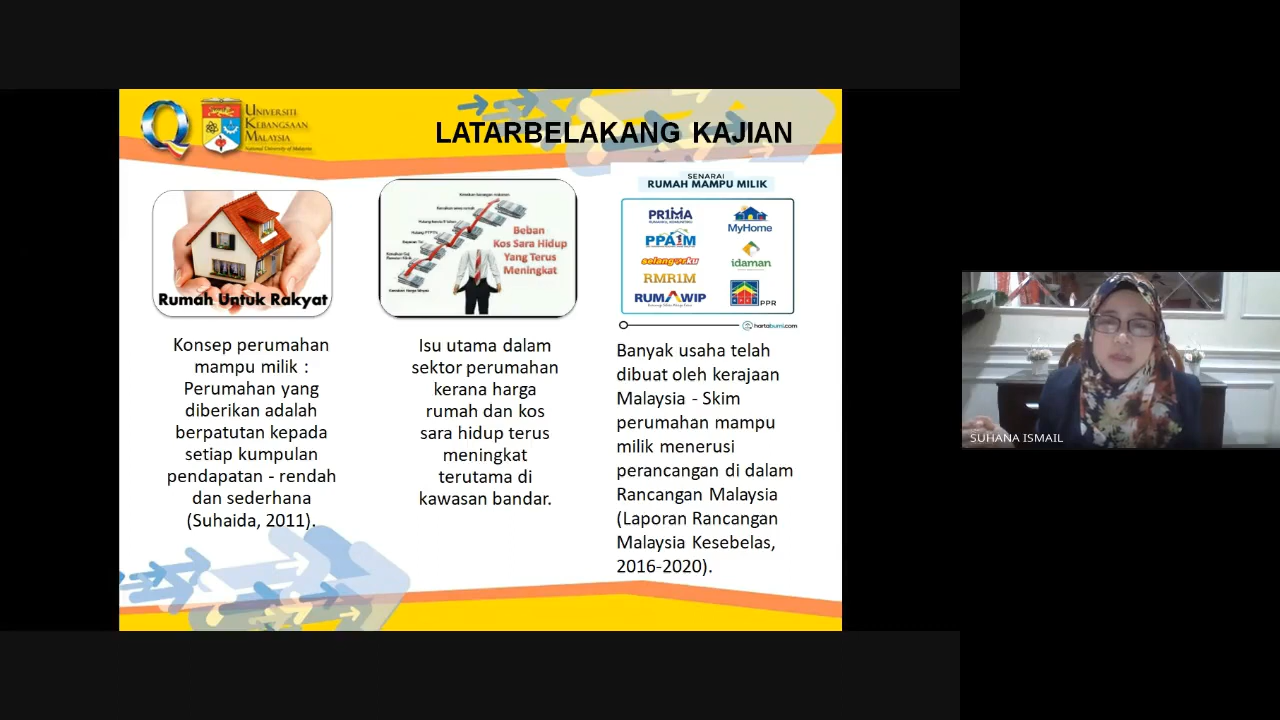 UNIVERSITI
KEBANGSAAN
MALAYSIA
National University of Malaysia
LATARBELAKANG KAJIAN
Rumah Untuk Rakyat
Konsep perumahan
mampu milik :
Perumahan yang
diberikan adalah
berpatutan kepada
setiap kumpulan
pendapatan - rendah
dan sederhana
(Suhaida, 2011).
Beban
Kos Sara Hidup
Yang Terus
Meningkat
Isu utama dalam
sektor perumahan
kerana harga
rumah dan kos
sara hidup terus
meningkat
terutama di
kawasan bandar.
SENARAI
RUMAH MAMPU MILIK
PR1MA
MyHome
PPA1M
selangorku
idaman
RMR1M
RUMAWIP
PPR
hartabumi.com
Banyak usaha telah
dibuat oleh kerajaan
Malaysia - Skim
perumahan mampu
milik menerusi
perancangan di dalam
Rancangan Malaysia
(Laporan Rancangan
Malaysia Kesebelas,
2016-2020).
SUHANA ISMAIL